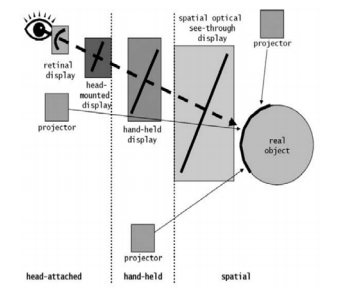 spatial optical
see-through
display
projector
retinal
display
head-
mounted
display
projector
hand-held
display
real
object
projector
head-attached
hand-held
spatial